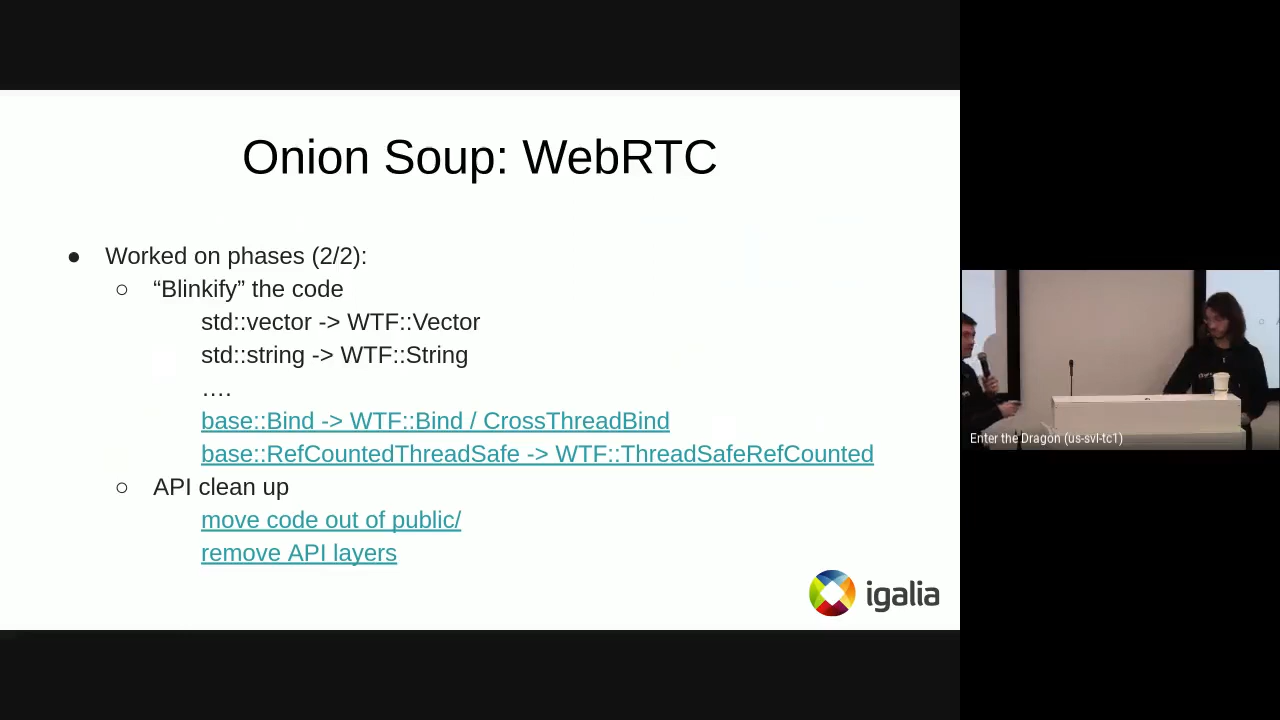 Onion Soup: WebRTC
● Worked on phases (2/2):
○ “Blinkify” the code
std::vector -> WTF::Vector
std::string -> WTF::String
....
base::Bind -> WTF::Bind / CrossThreadBind
base::RefCountedThreadSafe -> WTF::ThreadSafeRefCounted
○ API clean up
move code out of public/
remove API layers
igalia
Enter the Dragon (us-svl-tc1)